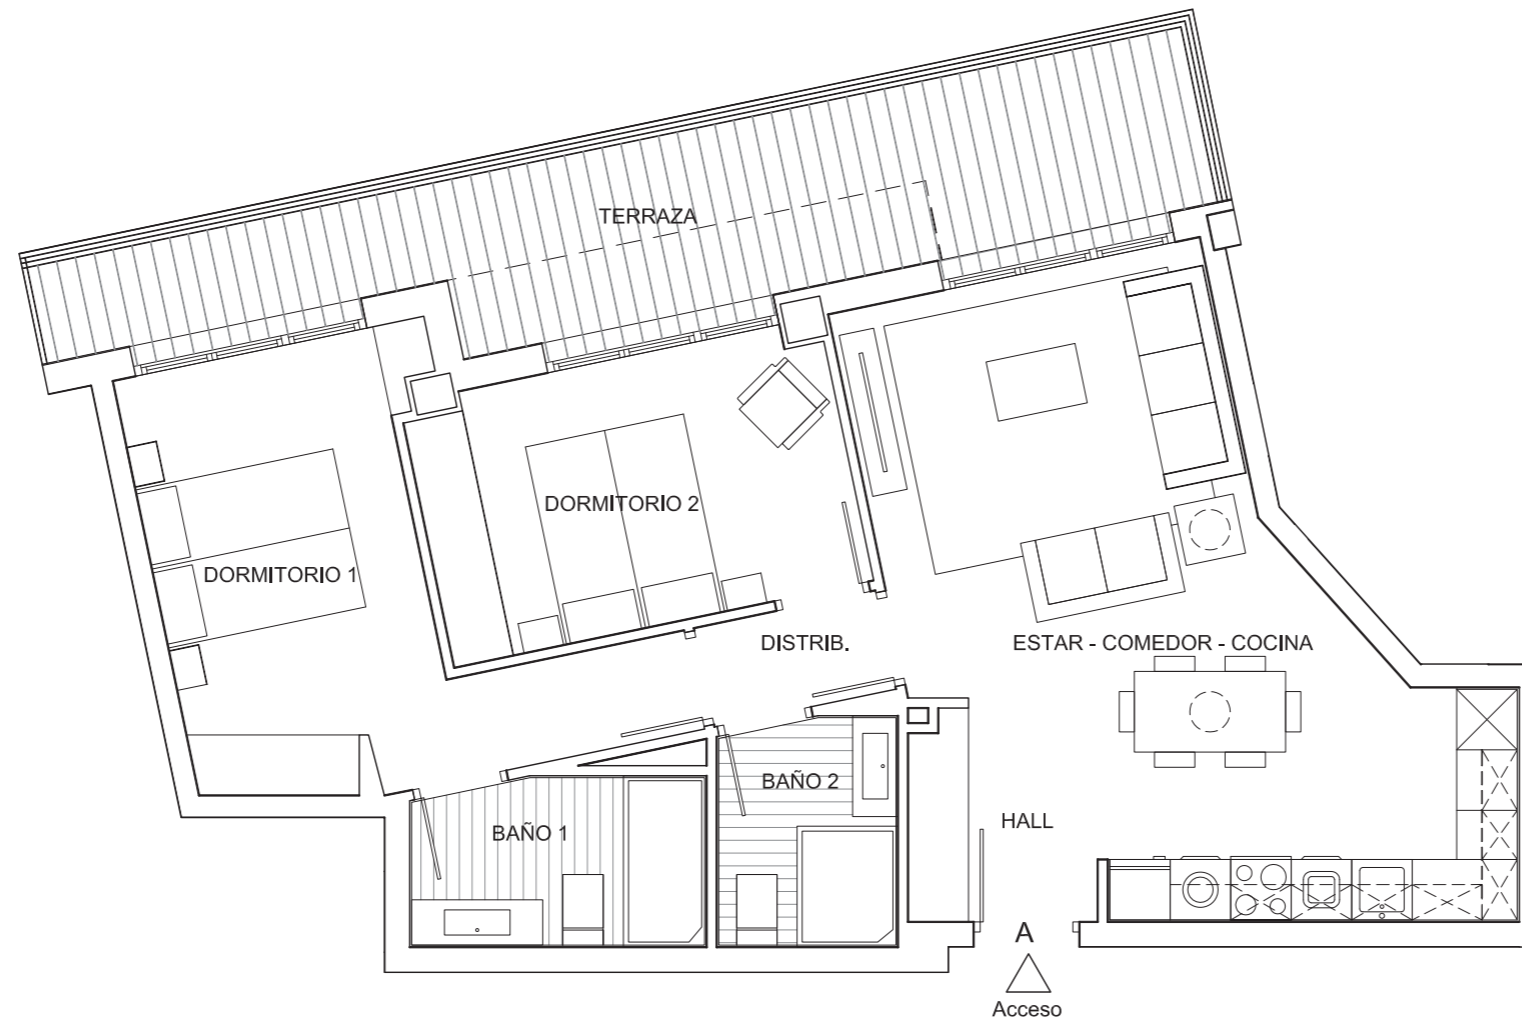 TERRAZA
DORMITORIO 2
DORMITORIO 1
DISTRIB.
ESTAR - COMEDOR - COCINA
BAÑO 2
BAÑO 1
HALL
A
Acceso